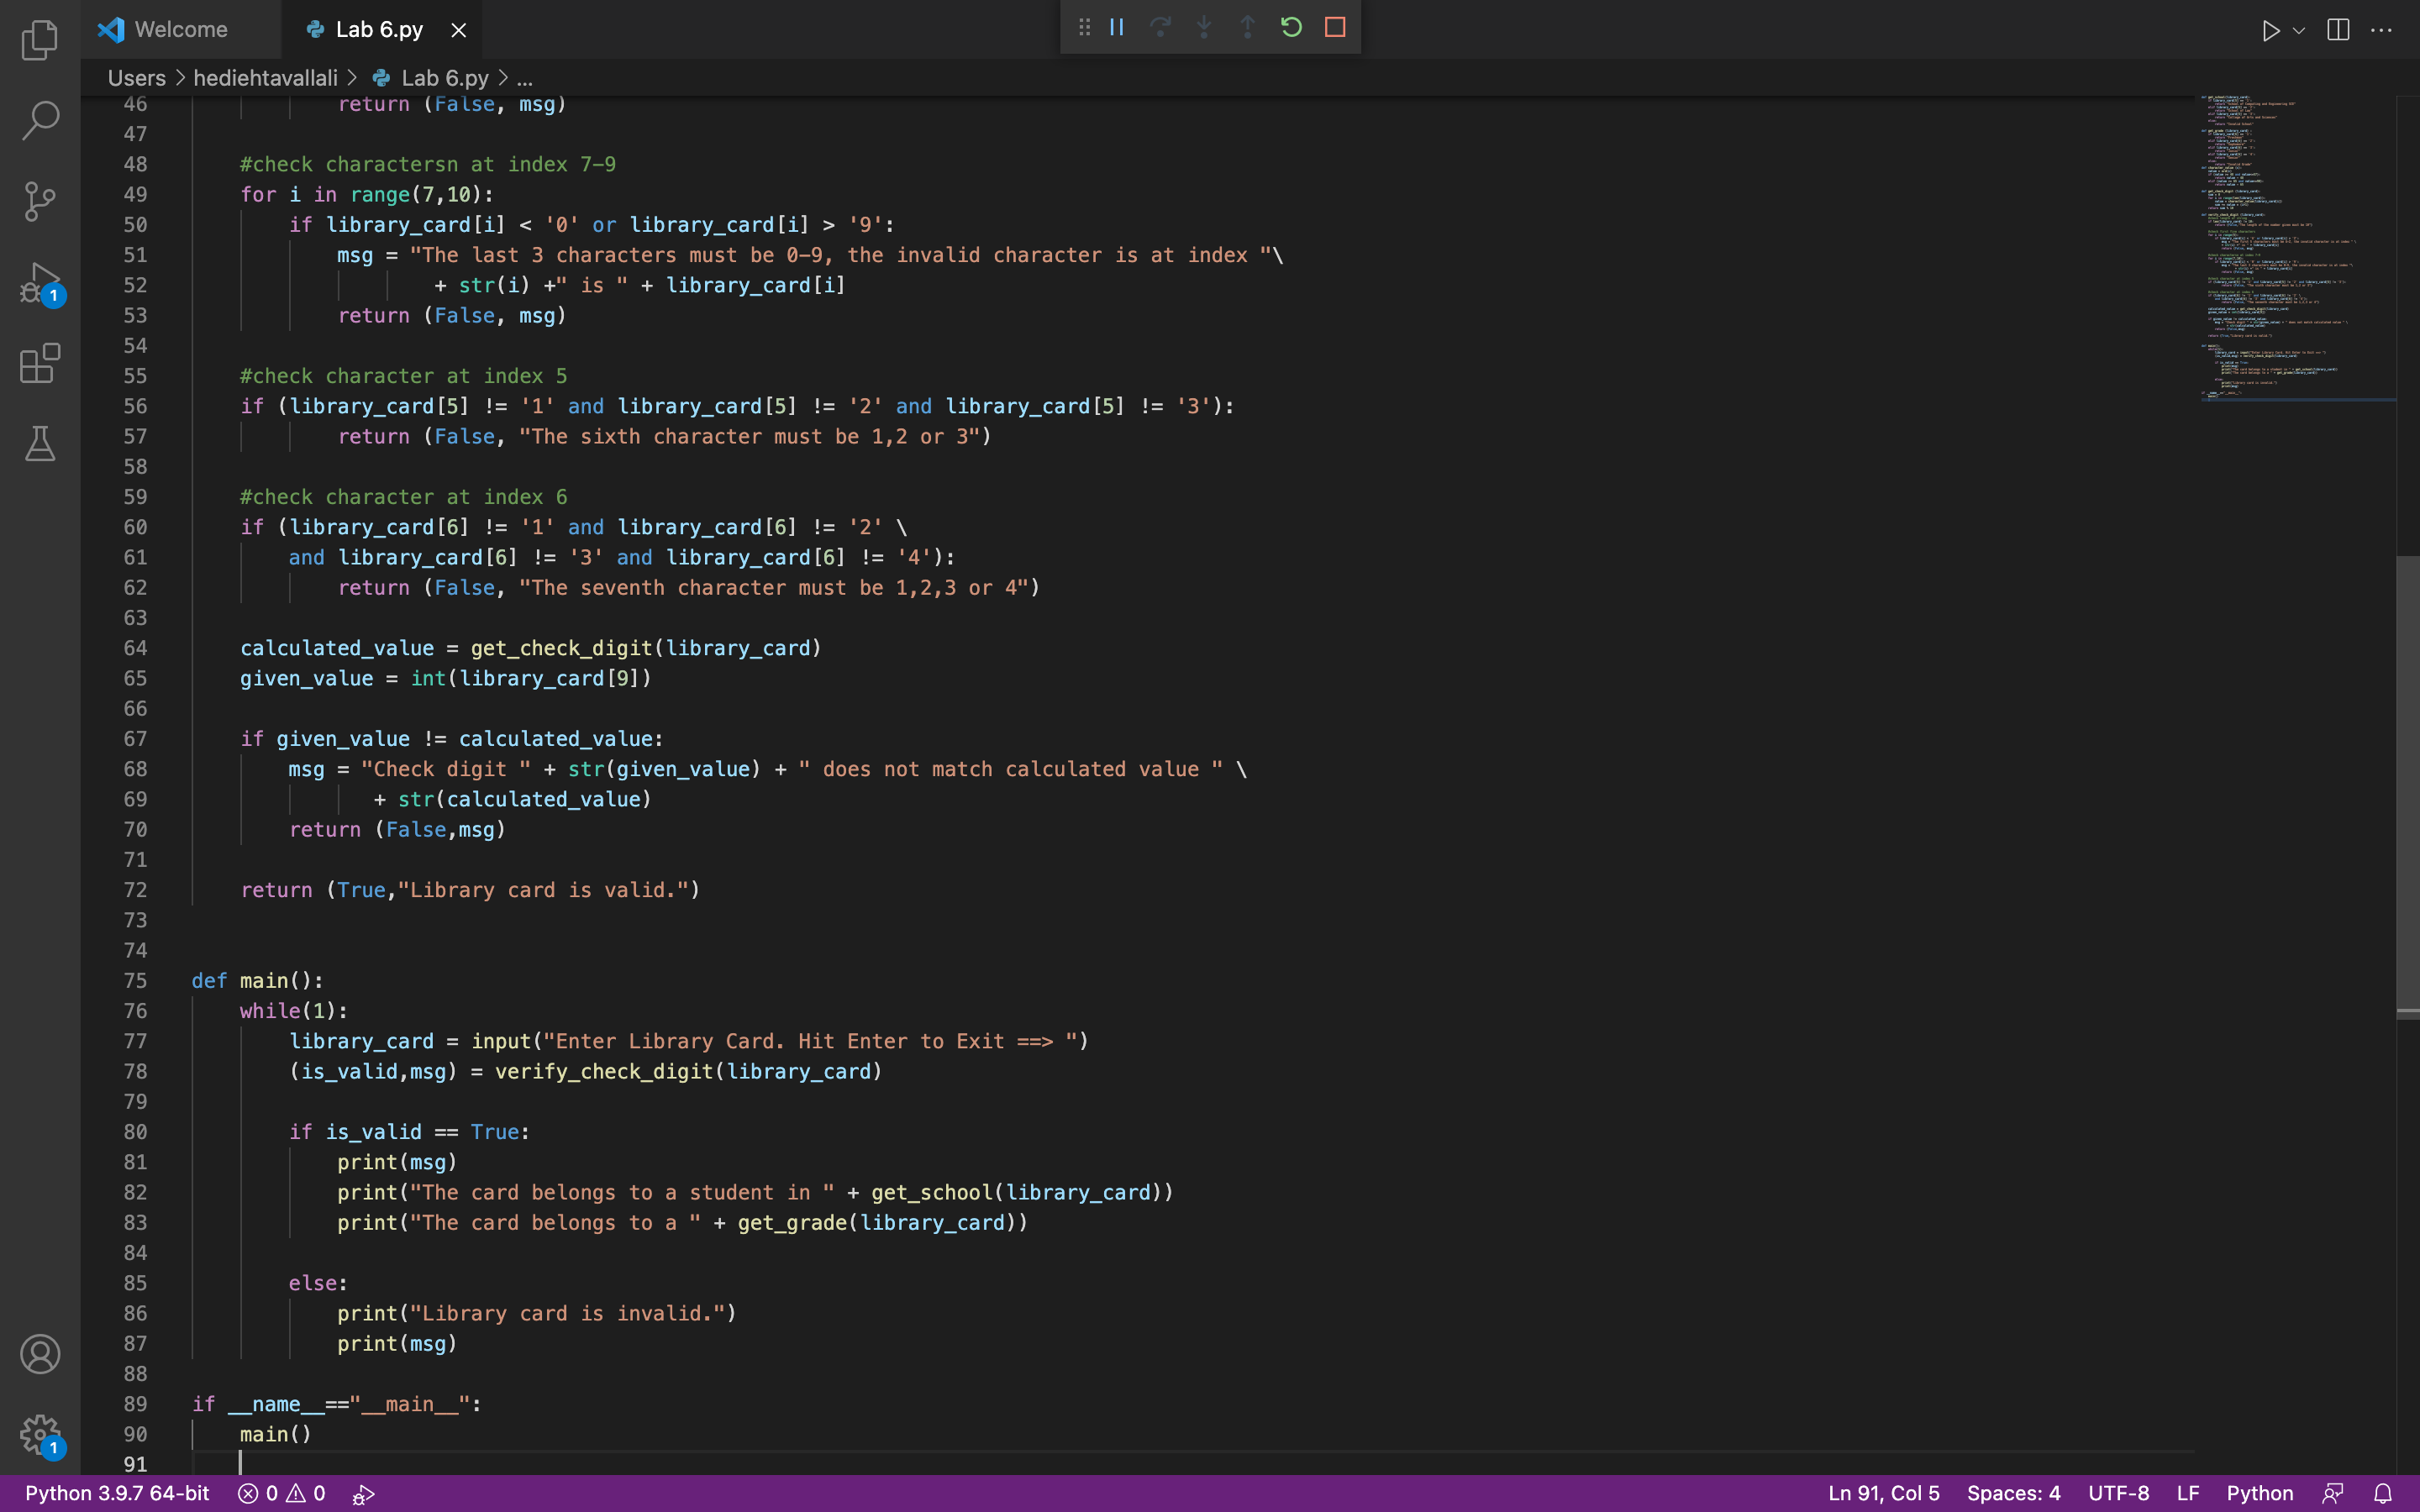 Welcome
Lab 6.py
Users > hediehtavallali > Lab 6.py > ...
46 return (False, msg)
47
48 #check charactersn at index 7-9
49 for i in range(7,10):
50 if library_card[i] < '0' or library_card[i] > '9':
51 msg = "The last 3 characters must be 0-9, the invalid character is at index "\
52 + str(i) +" is " + library_card[i]
53 return (False, msg)
54
55 #check character at index 5
56 if (library_card[5] != '1' and library_card[5] != '2' and library_card[5] != '3'):
57 return (False, "The sixth character must be 1,2 or 3")
58
59 #check character at index 6
60 if (library_card[6] != '1' and library_card[6] != '2' \
61 and library_card[6] != '3' and library_card[6] != '4'):
62 return (False, "The seventh character must be 1,2,3 or 4")
63
64 calculated_value = get_check_digit(library_card)
65 given_value = int(library_card[9])
66
67 if given_value != calculated_value:
68 msg = "Check digit " + str(given_value) + " does not match calculated value " \
69 + str(calculated_value)
70 return (False,msg)
71
72 return (True,"Library card is valid.")
73
74
75 def main():
76 while(1):
77 library_card = input("Enter Library Card. Hit Enter to Exit ==> ")
78 (is_valid,msg) = verify_check_digit(library_card)
79
80 if is_valid == True:
81 print(msg)
82 print("The card belongs to a student in " + get_school(library_card))
83 print("The card belongs to a " + get_grade(library_card))
84
85 else:
86 print("Library card is invalid.")
87 print(msg)
88
89 if __name__=="__main__":
90 main()
91
1
1
Python 3.9.7 64-bit 0 0 Ln 91, Col 5 Spaces: 4 UTF-8 LF Python